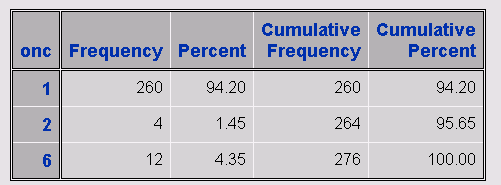 Cumulative Cumulative
onc Frequency Percent Frequency Percent
1 260 94.20 260 94.20
2 4 1.45 264 95.65
6 12 4.35 276 100.00